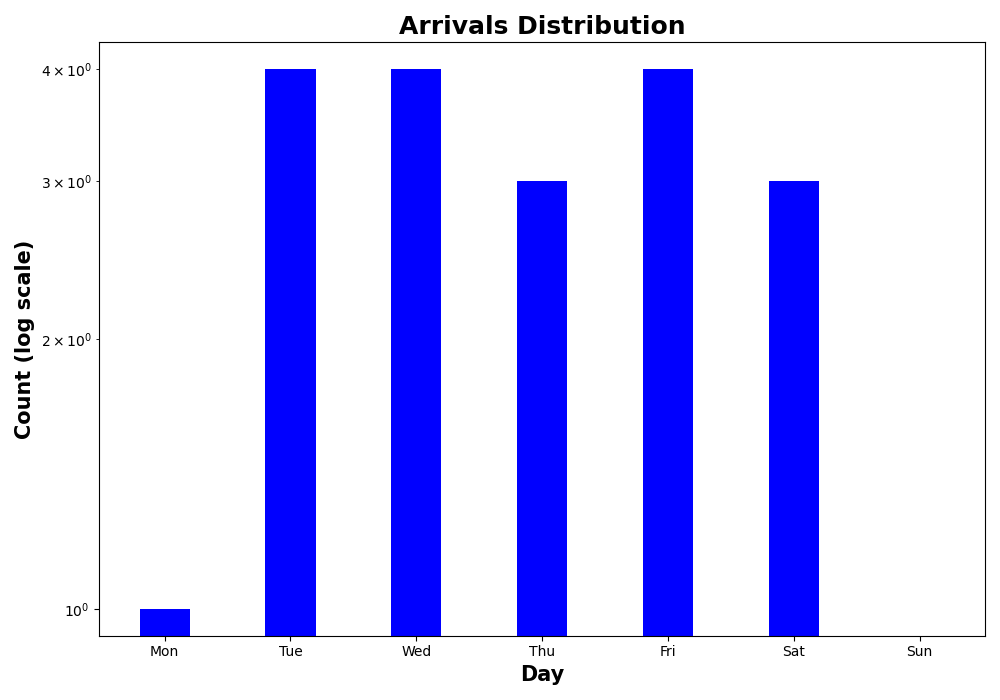 Arrivals Distribution
4 × 10⁰
3 × 10⁰
2 × 10⁰
10⁰
Count (log scale)
Mon Tue Wed Thu Fri Sat Sun
Day